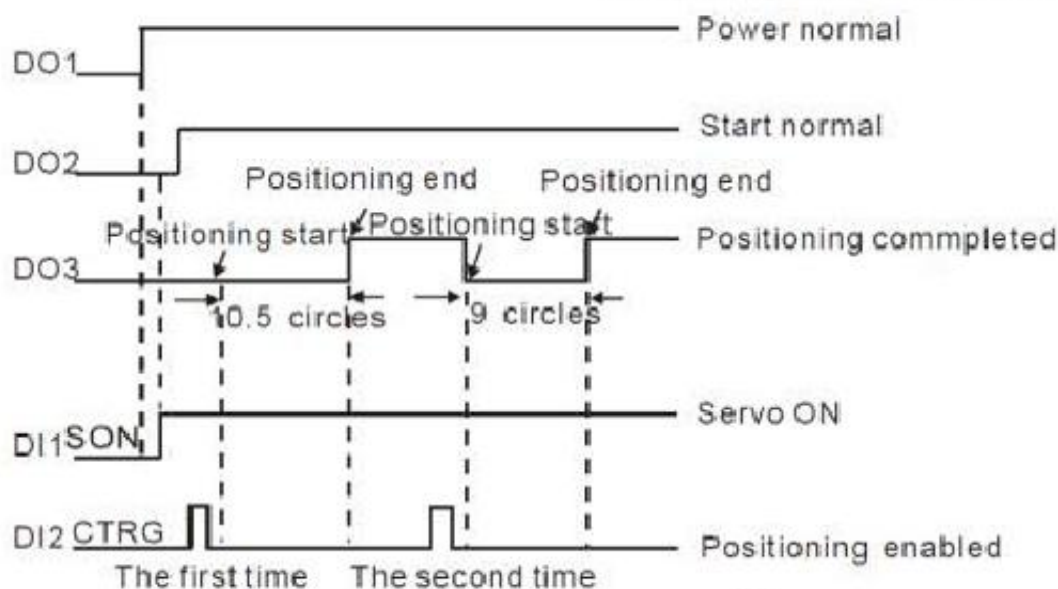 Power normal
DO1
Start normal
DO2
Positioning end
Positioning end
Positioning start
Positioning start
Positioning commpleted
DO3
10.5 circles
9 circles
Servo ON
DI1 SON
DI2 CTRG
Positioning enabled
The first time
The second time